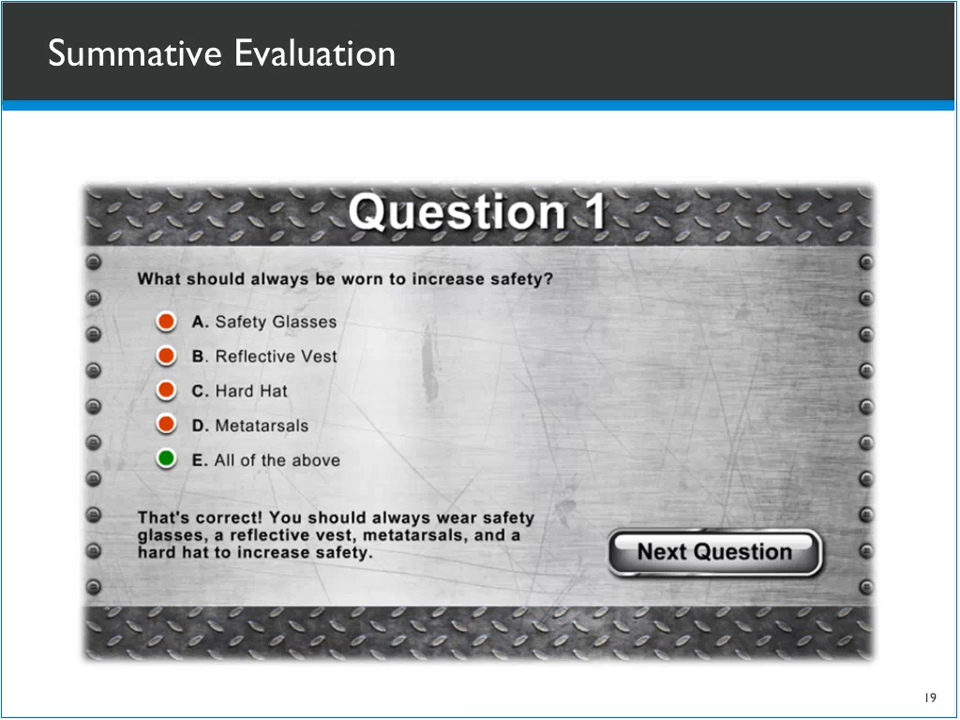 Summative Evaluation
Question 1
What should always be worn to increase safety?
A. Safety Glasses
B. Reflective Vest
C. Hard Hat
D. Metatarsals
E. All of the above
That's correct! You should always wear safety
glasses, a reflective vest, metatarsals, and a
hard hat to increase safety.
Next Question
19